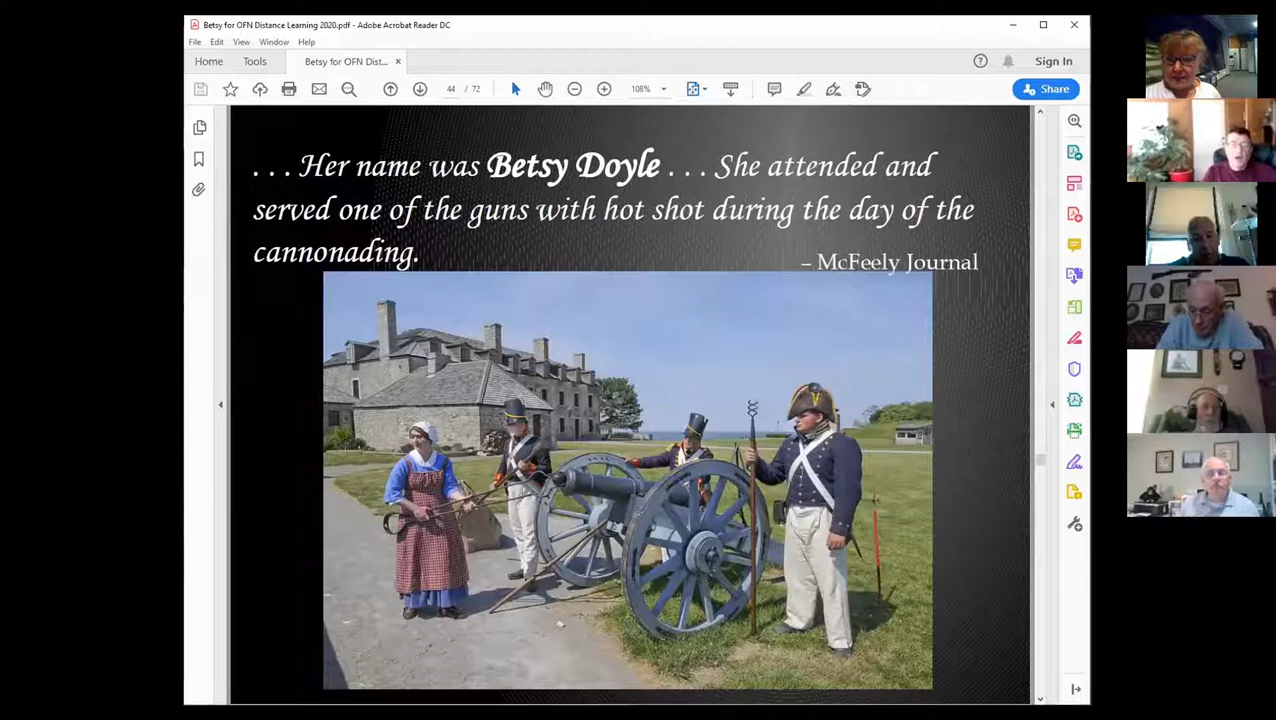 Betsy for OFN Distance Learning 2020.pdf - Adobe Acrobat Reader DC
File Edit View Window Help
Home Tools Betsy for OFN Dist... × Sign In
44 / 72 108% Share
. . . Her name was Betsy Doyle . . . She attended and
served one of the guns with hot shot during the day of the
cannonading.
– McFeely Journal